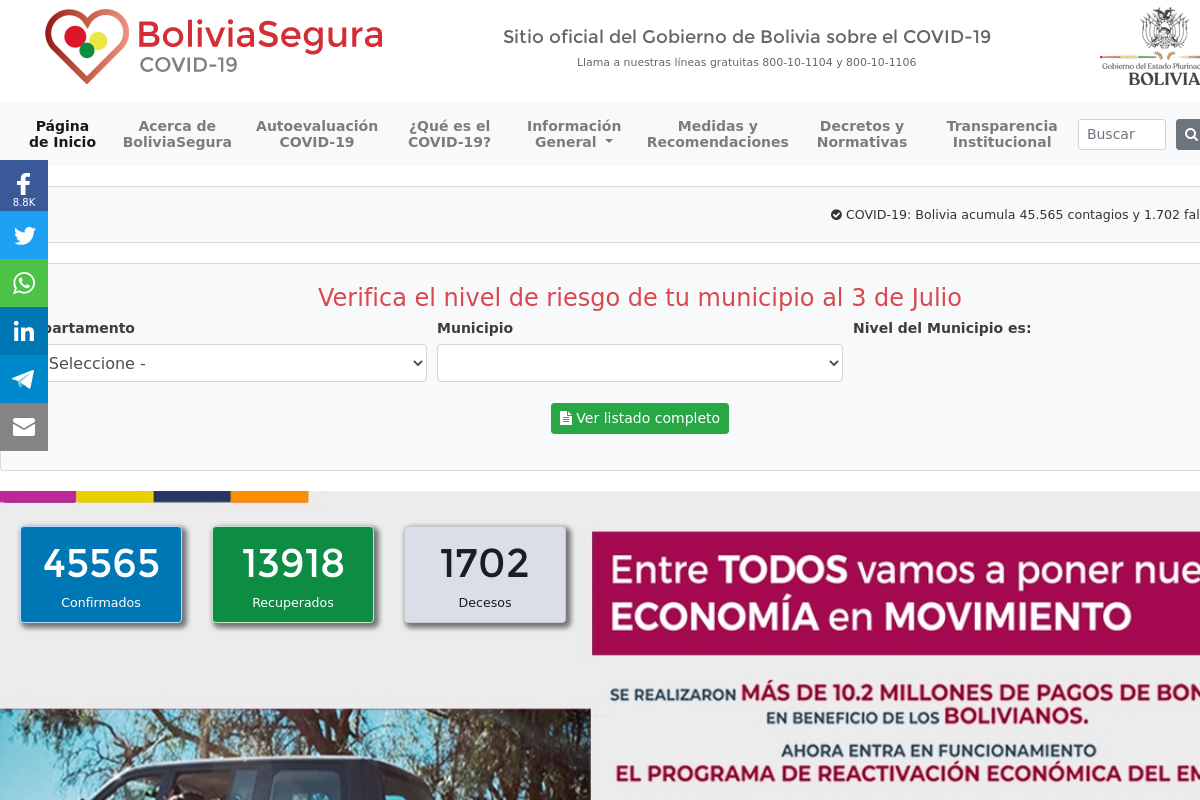 BoliviaSegura
COVID-19
Sitio oficial del Gobierno de Bolivia sobre el COVID-19
Llama a nuestras líneas gratuitas 800-10-1104 y 800-10-1106
Gobierno del Estado
BOLIVIA
Página
de Inicio
Acerca de
BoliviaSegura
Autoevaluación
COVID-19
¿Qué es el
COVID-19?
Información
General
Medidas y
Recomendaciones
Decretos y
Normativas
Transparencia
Institucional
Buscar
8.8K
COVID-19: Bolivia acumula 45.565 contagios y 1.702 fal
Verifica el nivel de riesgo de tu municipio al 3 de Julio
partamento
Municipio
Nivel del Municipio es:
Seleccione -
Ver listado completo
45565
Confirmados
13918
Recuperados
1702
Decesos
Entre TODOS vamos a poner nue
ECONOMÍA en MOVIMIENTO
SE REALIZARON MÁS DE 10.2 MILLONES DE PAGOS DE BON
EN BENEFICIO DE LOS BOLIVIANOS.
AHORA ENTRA EN FUNCIONAMIENTO
EL PROGRAMA DE REACTIVACIÓN ECONÓMICA DEL EM